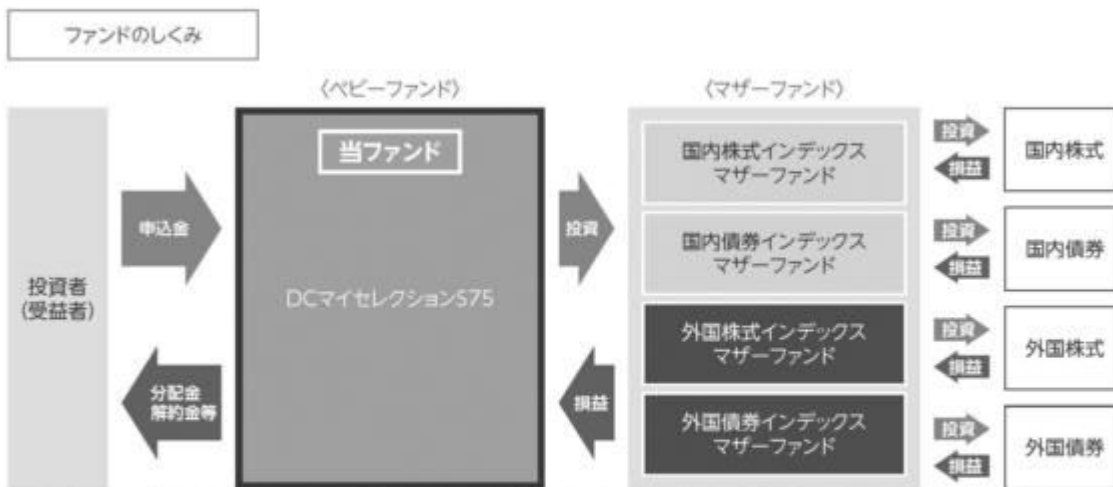 ファンドのしくみ
〈ベビーファンド〉
〈マザーファンド〉
投資者
(受益者)
申込金
分配金
解約金等
当ファンド
DCマイセレクションS75
投資
損益
国内株式インデックス
マザーファンド
国内債券インデックス
マザーファンド
外国株式インデックス
マザーファンド
外国債券インデックス
マザーファンド
投資
損益
国内株式
投資
損益
国内債券
投資
損益
外国株式
投資
損益
外国債券